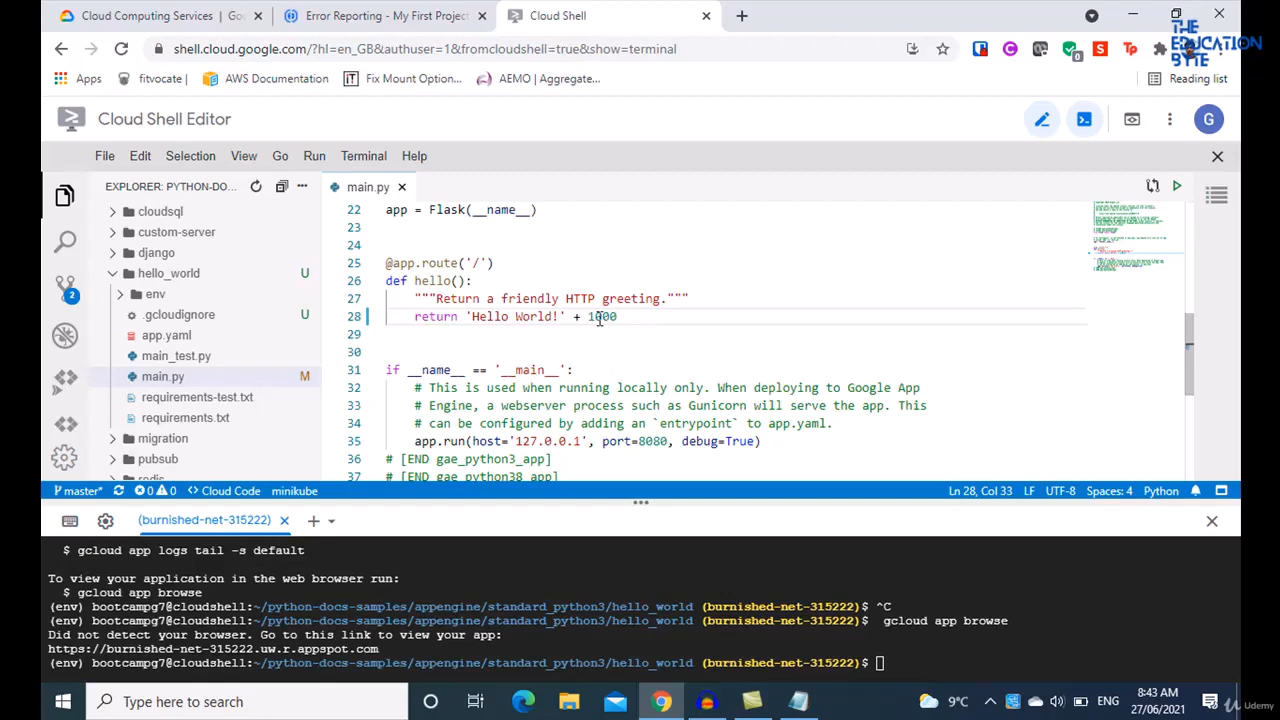 Cloud Computing Services | Go
Error Reporting - My First Project
Cloud Shell
shell.cloud.google.com/?hl=en_GB&authuser=1&fromcloudshell=true&show=terminal
THE EDUCATION BYTE
Apps
fitvocate
AWS Documentation
Fix Mount Option...
AEMO | Aggregate...
Reading list
Cloud Shell Editor
G
File Edit Selection View Go Run Terminal Help
EXPLORER: PYTHON-DO...
main.py
cloudsql
custom-server
django
hello_world U
env
.gcloudignore U
app.yaml
main_test.py
main.py M
requirements-test.txt
requirements.txt
migration
pubsub
2
22 app = Flask(__name__)
23
24
25 @app.route('/')
26 def hello():
27 """Return a friendly HTTP greeting."""
28 return 'Hello World!' + 1000
29
30
31 if __name__ == '__main__':
32 # This is used when running locally only. When deploying to Google App
33 # Engine, a webserver process such as Gunicorn will serve the app. This
34 # can be configured by adding an `entrypoint` to app.yaml.
35 app.run(host='127.0.0.1', port=8080, debug=True)
36 # [END gae_python3_app]
37 # [END gae_python38_app]
master* 0 0 Cloud Code minikube Ln 28, Col 33 LF UTF-8 Spaces: 4 Python
(burnished-net-315222)
$ gcloud app logs tail -s default
To view your application in the web browser run:
$ gcloud app browse
(env) bootcampg7@cloudshell:~/python-docs-samples/appengine/standard_python3/hello_world (burnished-net-315222)$ ^C
(env) bootcampg7@cloudshell:~/python-docs-samples/appengine/standard_python3/hello_world (burnished-net-315222)$ gcloud app browse
Did not detect your browser. Go to this link to view your app:
https://burnished-net-315222.uw.r.appspot.com
(env) bootcampg7@cloudshell:~/python-docs-samples/appengine/standard_python3/hello_world (burnished-net-315222)$
Type here to search
9°C
ENG
8:43 AM
27/06/2021
Udemy